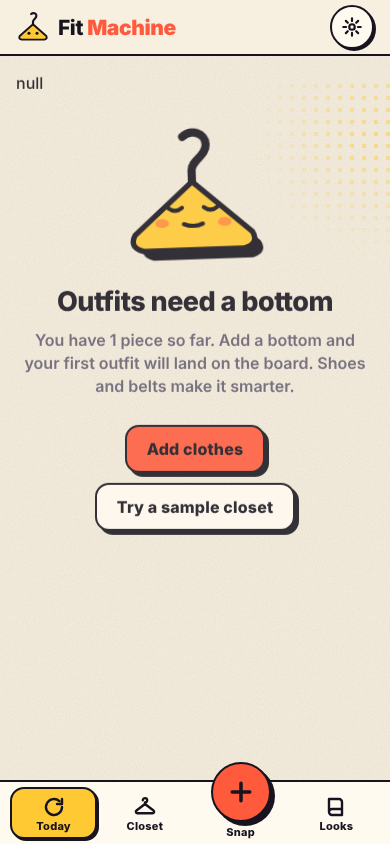 Fit Machine
null
Outfits need a bottom
You have 1 piece so far. Add a bottom and
your first outfit will land on the board. Shoes
and belts make it smarter.
Add clothes
Try a sample closet
Today
Closet
Snap
Looks